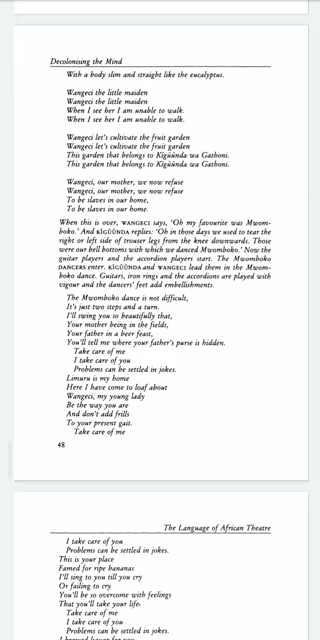 Decolonising the Mind
With a body slim and straight like the eucalyptus.
Wangeci the little maiden
Wangeci the little maiden
When I see her I am unable to walk.
When I see her I am unable to walk.
Wangeci let's cultivate the fruit garden
Wangeci let's cultivate the fruit garden
This garden that belongs to Kĩgũũnda wa Gathoni.
This garden that belongs to Kĩgũũnda wa Gathoni.
Wangeci, our mother, we now refuse
Wangeci, our mother, we now refuse
To be slaves in our home,
To be slaves in our home.
When this is over, WANGECI says, 'Oh my favourite was Mwom-
boko.' And KĨGŨŨNDA replies: 'Oh in those days we used to tear the
right or left side of trouser legs from the knee downwards. Those
were our bell bottoms with which we danced Mwomboko.' Now the
guitar players and the accordion players start. The Mwomboko
DANCERS enter. KĨGŨŨNDA and WANGECI lead them in the Mwom-
boko dance. Guitars, iron rings and the accordions are played with
vigour and the dancers' feet add embellishments.
The Mwomboko dance is not difficult,
It's just two steps and a turn.
I'll swing you so beautifully that,
Your mother being in the fields,
Your father in a beer feast,
You'll tell me where your father's purse is hidden.
Take care of me
I take care of you
Problems can be settled in jokes.
Limuru is my home
Here I have come to loaf about
Wangeci, my young lady
Be the way you are
And don't add frills
To your present gait.
Take care of me
48
The Language of African Theatre
I take care of you
Problems can be settled in jokes.
This is your place
Famed for ripe bananas
I'll sing to you till you cry
Or failing to cry
You'll be so overcome with feelings
That you'll take your life.
Take care of me
I take care of you
Problems can be settled in jokes.